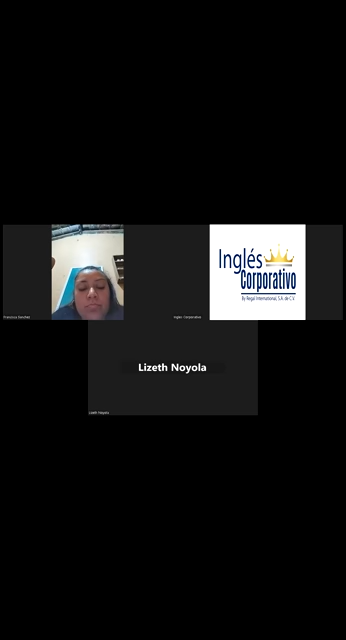 Inglés
Corporativo
By Regal International, S.A. de C.V.
Francisca Sanchez
Inglés Corporativo
Lizeth Noyola
Lizeth Noyola